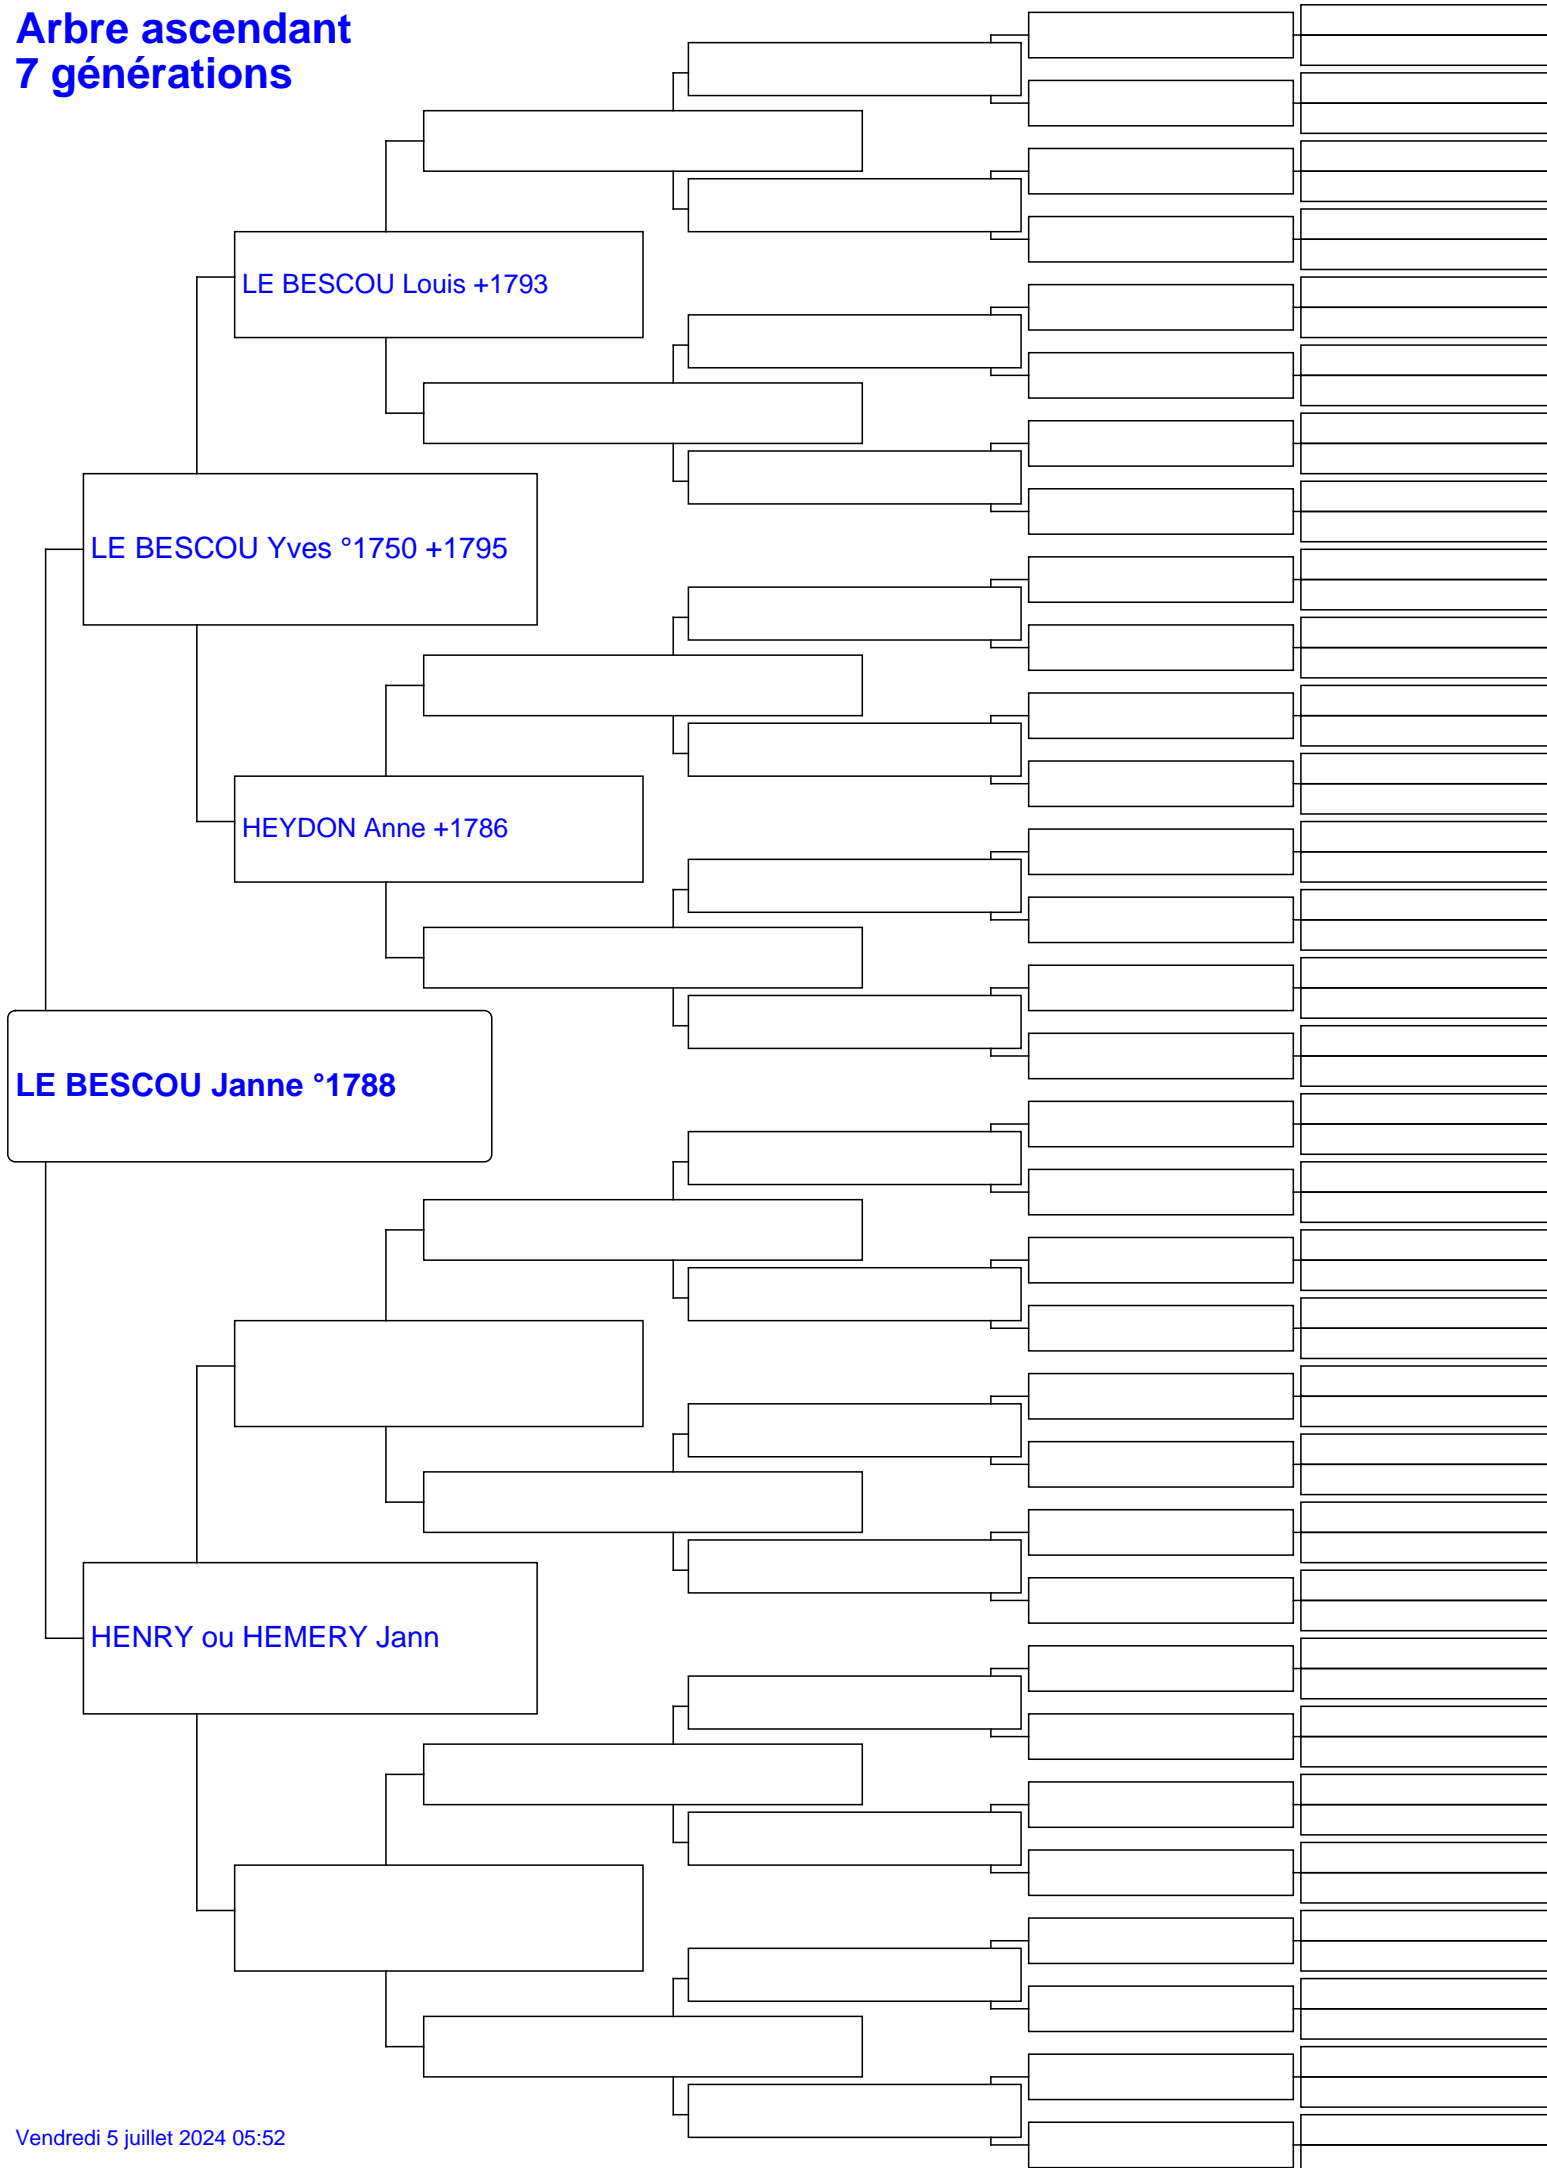 Arbre ascendant
7 générations
LE BESCOU Louis +1793
LE BESCOU Yves °1750 +1795
HEYDON Anne +1786
LE BESCOU Janne °1788
HENRY ou HEMERY Jann
Vendredi 5 juillet 2024 05:52